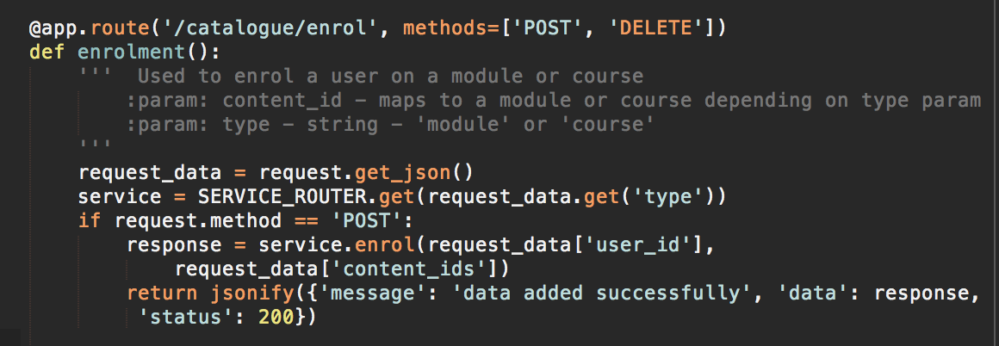 @app.route('/catalogue/enrol', methods=['POST', 'DELETE'])
def enrolment():
    '''  Used to enrol a user on a module or course
        :param: content_id - maps to a module or course depending on type param
        :param: type - string - 'module' or 'course'
    '''
    request_data = request.get_json()
    service = SERVICE_ROUTER.get(request_data.get('type'))
    if request.method == 'POST':
        response = service.enrol(request_data['user_id'],
            request_data['content_ids'])
        return jsonify({'message': 'data added successfully', 'data': response,
         'status': 200})